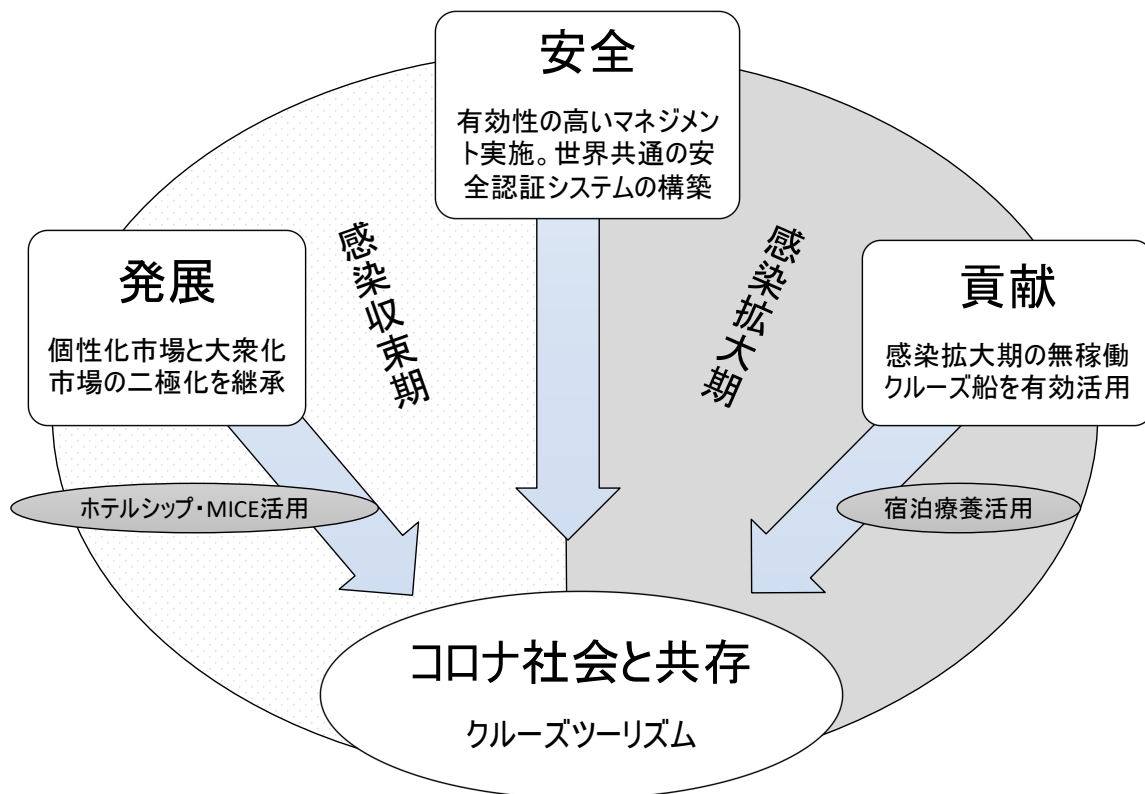 安全
有効性の高いマネジメン
ト実施。世界共通の安
全認証システムの構築
感染収束期
感染拡大期
発展
個性化市場と大衆化
市場の二極化を継承
貢献
感染拡大期の無稼働
クルーズ船を有効活用
ホテルシップ・MICE活用
宿泊療養活用
コロナ社会と共存
クルーズツーリズム